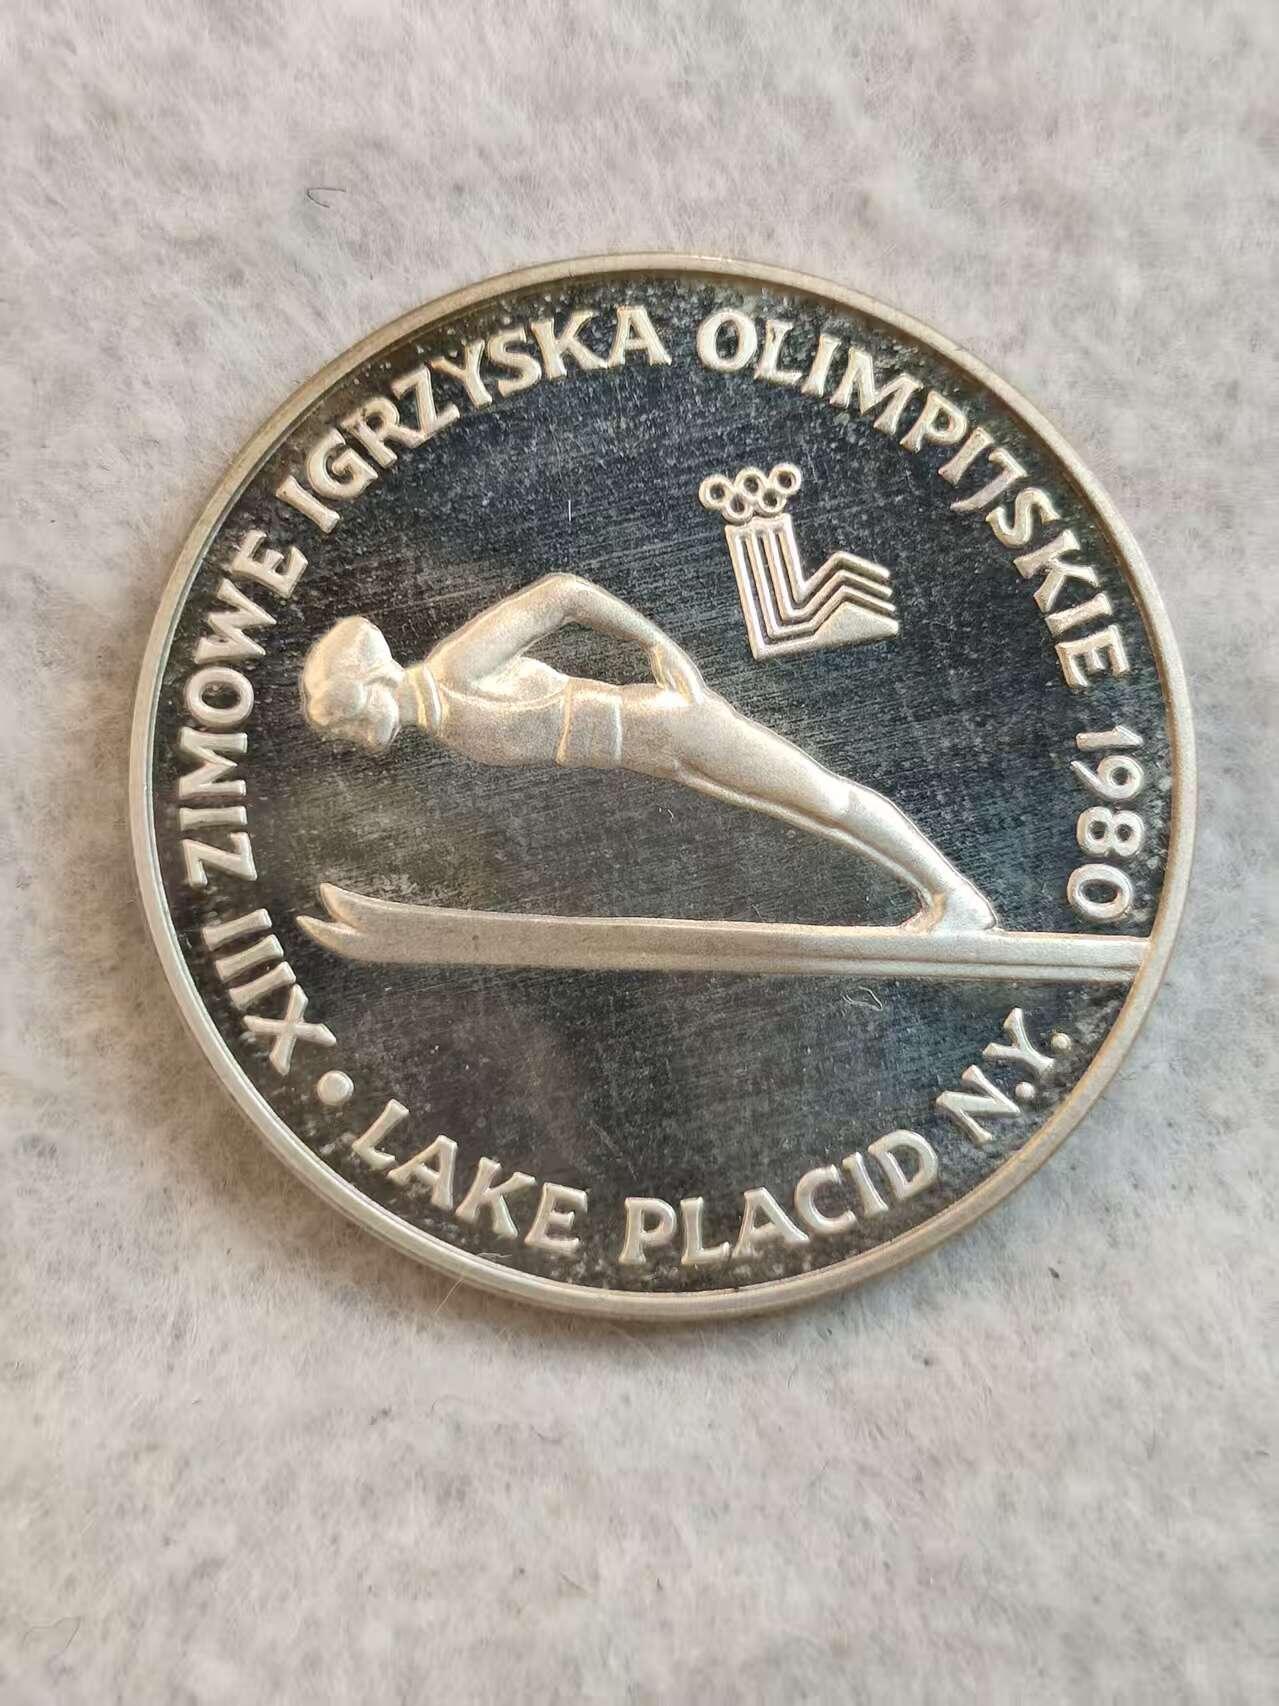 XIII ZIMOWE IGRZYSKA OLIMPIJSKIE 1980
• LAKE PLACID N.Y.